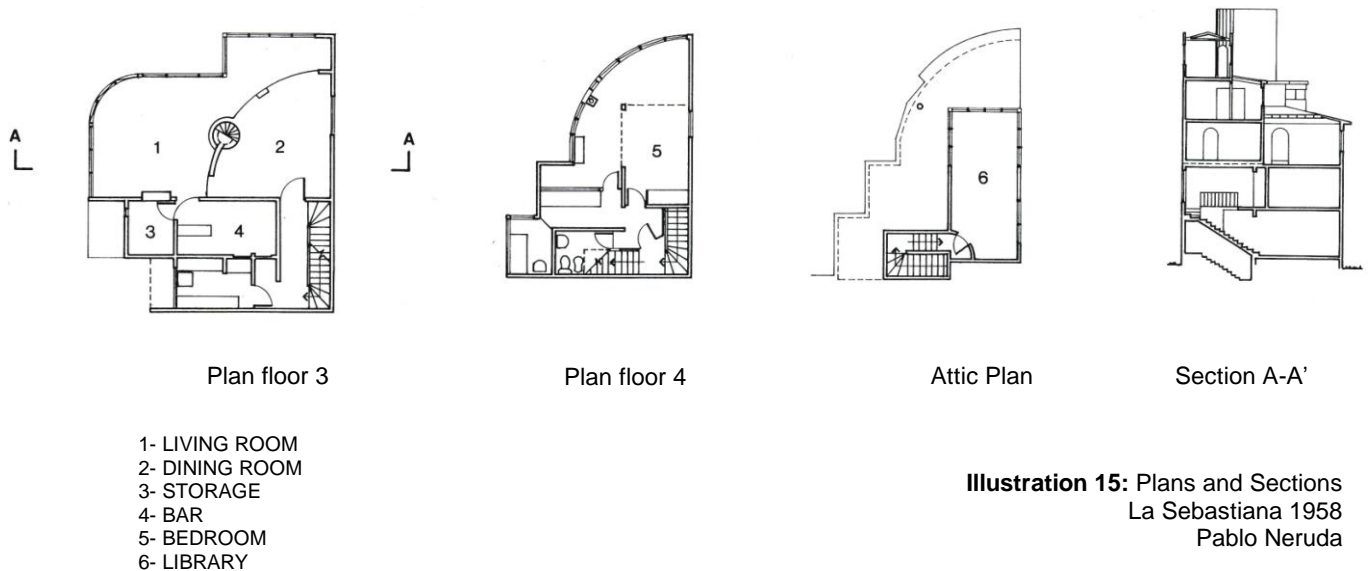 A
1
2
3
4
A
5
6
Plan floor 3
Plan floor 4
Attic Plan
Section A-A’
1- LIVING ROOM
2- DINING ROOM
3- STORAGE
4- BAR
5- BEDROOM
6- LIBRARY
Illustration 15: Plans and Sections
La Sebastiana 1958
Pablo Neruda